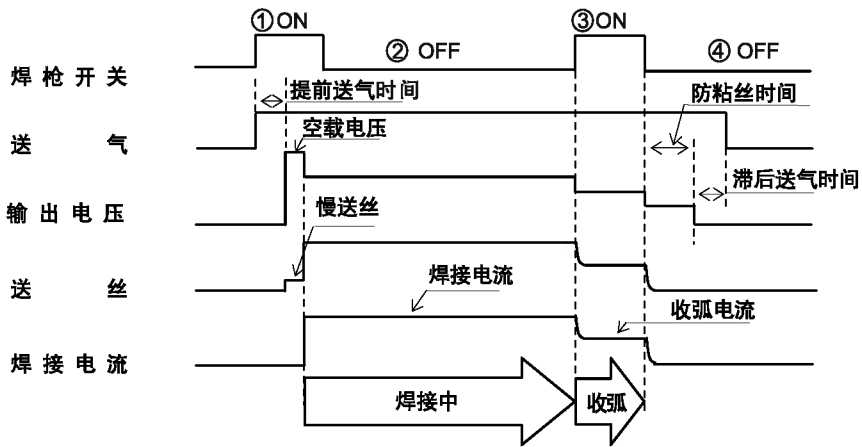 ①ON
③ON
② OFF
④ OFF
焊枪开关
提前送气时间
防粘丝时间
送气
空载电压
滞后送气时间
输出电压
慢送丝
送丝
焊接电流
收弧电流
焊接电流
焊接中
收弧